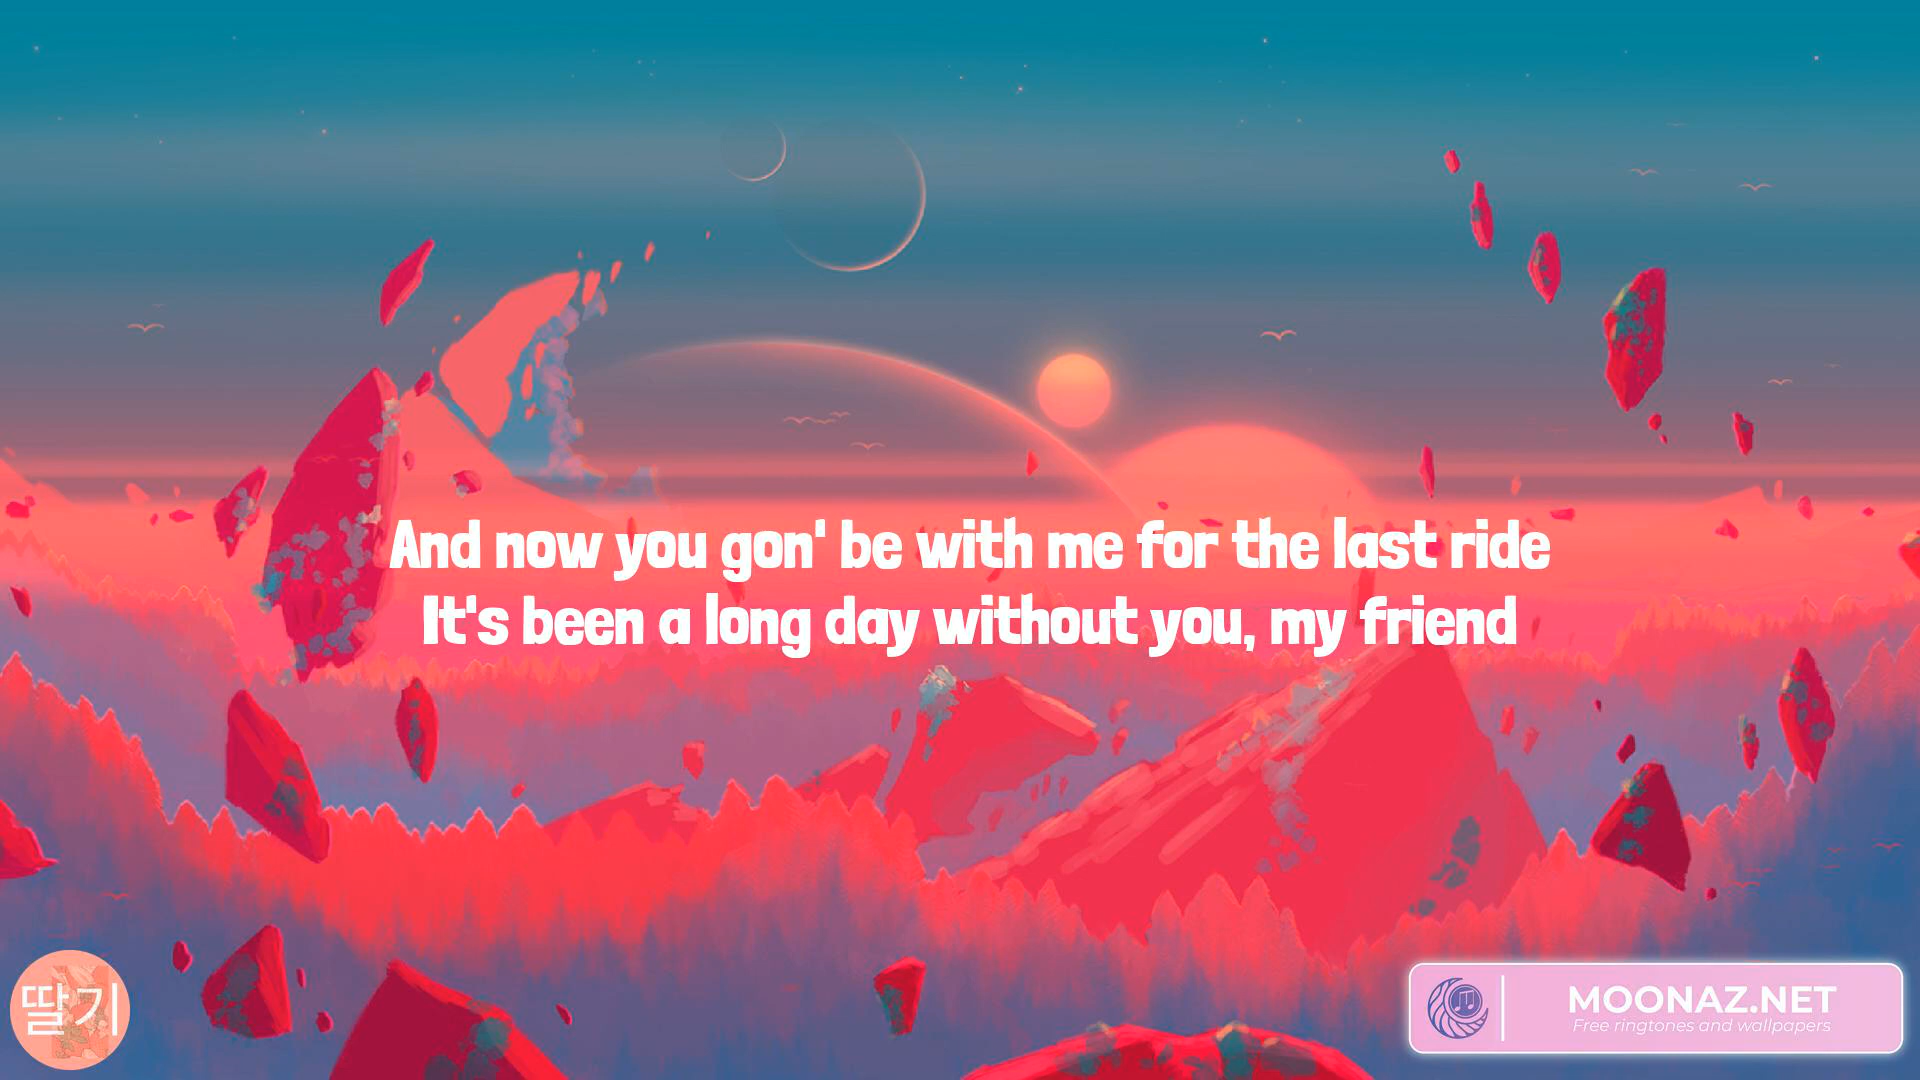 And now you gon' be with me for the last ride
It's been a long day without you, my friend
딸기
MOONAZ.NET
Free ringtones and wallpapers